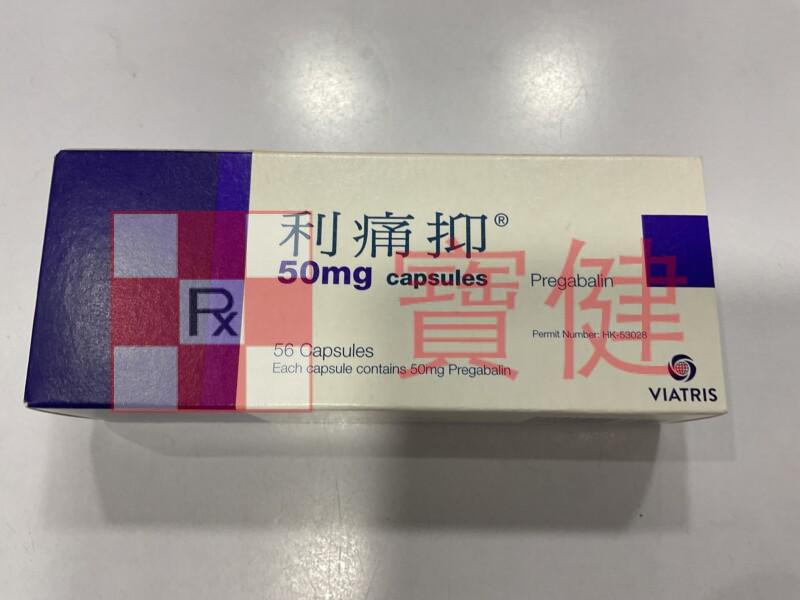 利痛抑®
50mg capsules
Pregabalin
Rx
Permit Number: HK-53028
56 Capsules
Each capsule contains 50mg Pregabalin
VIATRIS
寶健